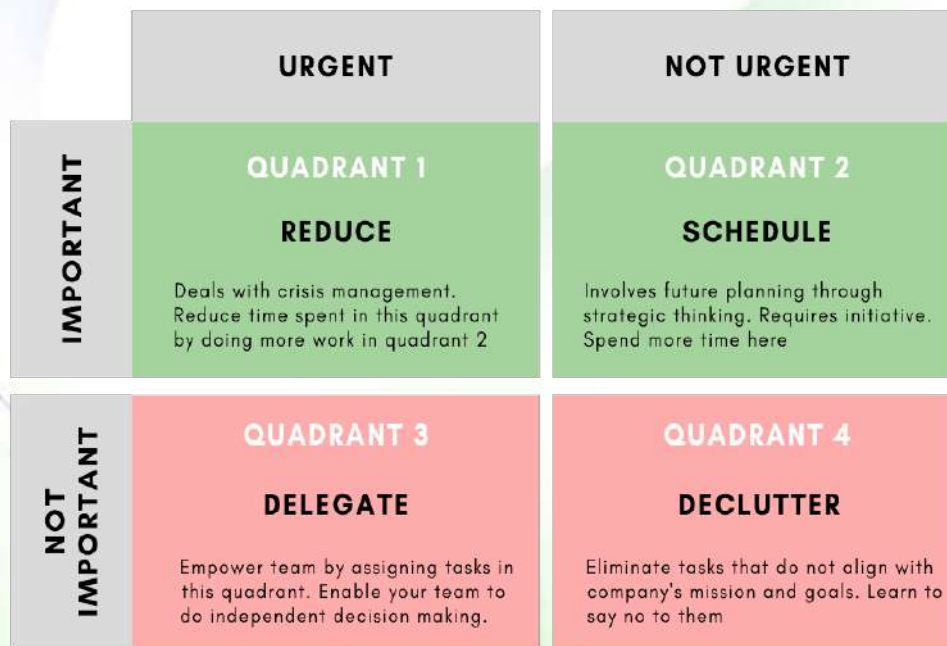 URGENT
NOT URGENT
IMPORTANT
QUADRANT 1
REDUCE
Deals with crisis management.
Reduce time spent in this quadrant
by doing more work in quadrant 2
QUADRANT 2
SCHEDULE
Involves future planning through
strategic thinking. Requires initiative.
Spend more time here
NOT
IMPORTANT
QUADRANT 3
DELEGATE
Empower team by assigning tasks in
this quadrant. Enable your team to
do independent decision making.
QUADRANT 4
DECLUTTER
Eliminate tasks that do not align with
company's mission and goals. Learn to
say no to them